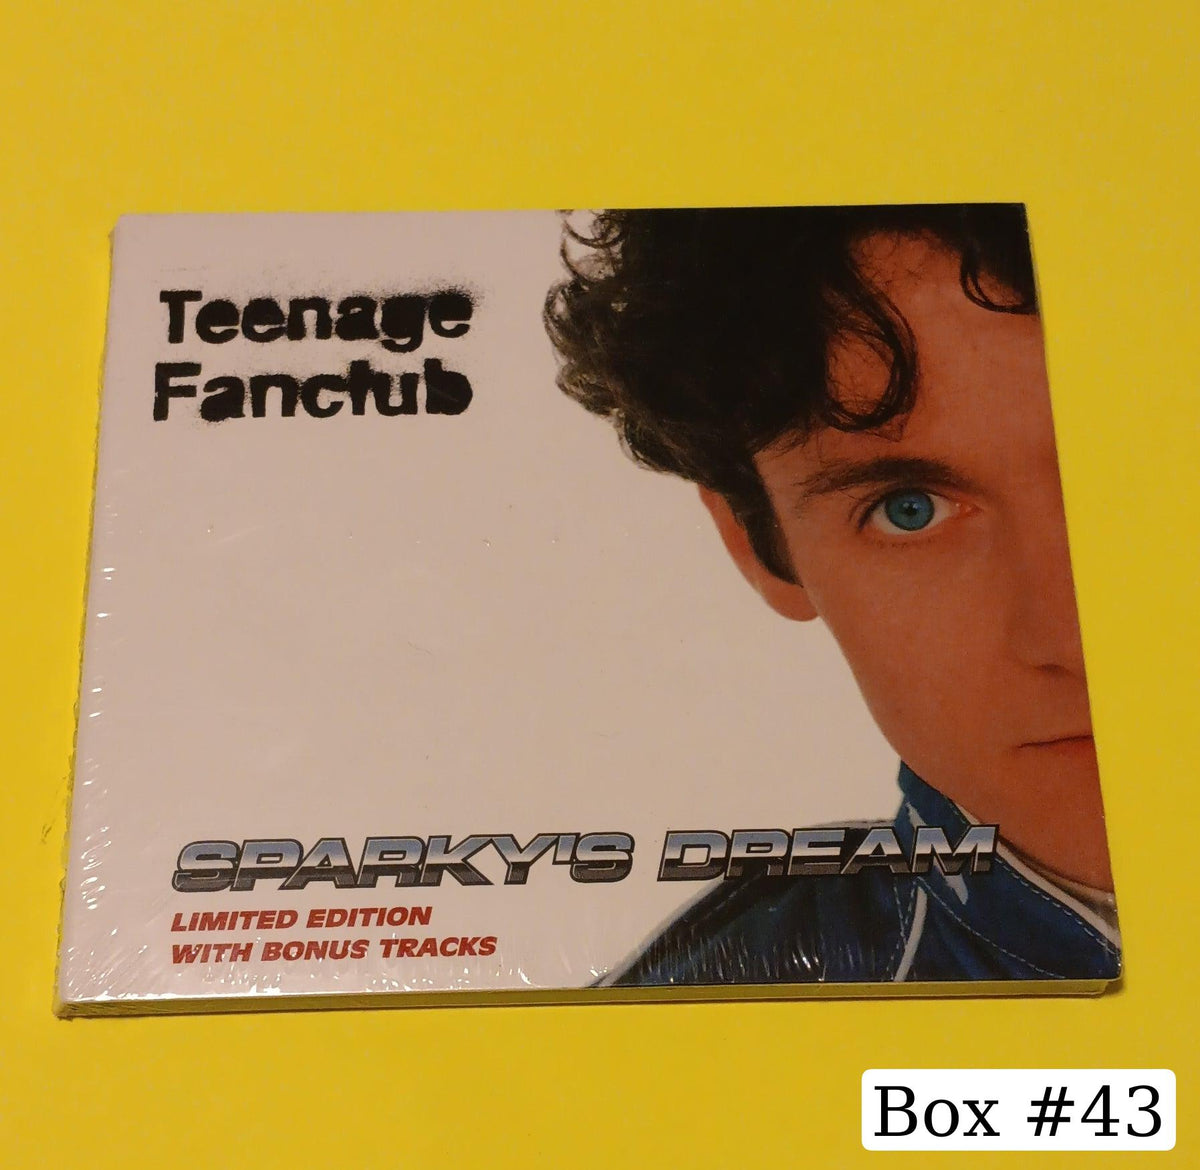 Teenage
Fanclub
SPARKY'S DREAM
LIMITED EDITION
WITH BONUS TRACKS
Box #43